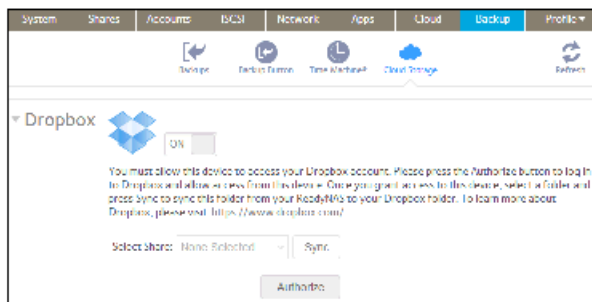 System Shares Accounts iSCSI Network Apps Cloud Backup Profile
Backups Backup Button Time Machine® Cloud Storage Refresh
Dropbox
ON
You must allow this device to access your Dropbox account. Please press the Authorize button to log in
to Dropbox and allow access from this device. Once you grant access to this device, select a folder and
press Sync to sync this folder from your ReadyNAS to your Dropbox folder. To learn more about
Dropbox, please visit https://www.dropbox.com/
Select Share: None Selected Sync
Authorize